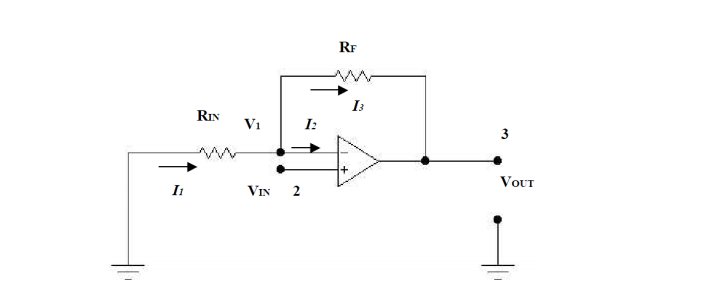 RF
I3
RIN V1 I2
3
−
+
I1 VIN 2 VOUT